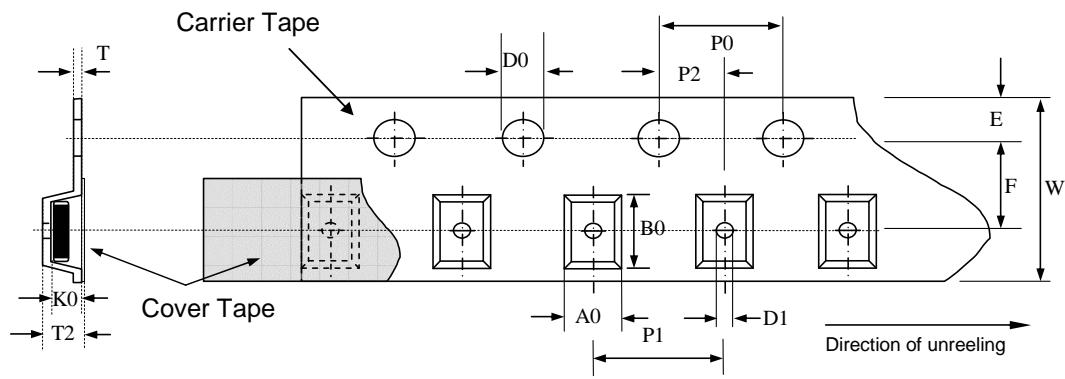 Carrier Tape
T
D0
P0
P2
E
F
W
B0
K0
Cover Tape
T2
A0
P1
D1
Direction of unreeling